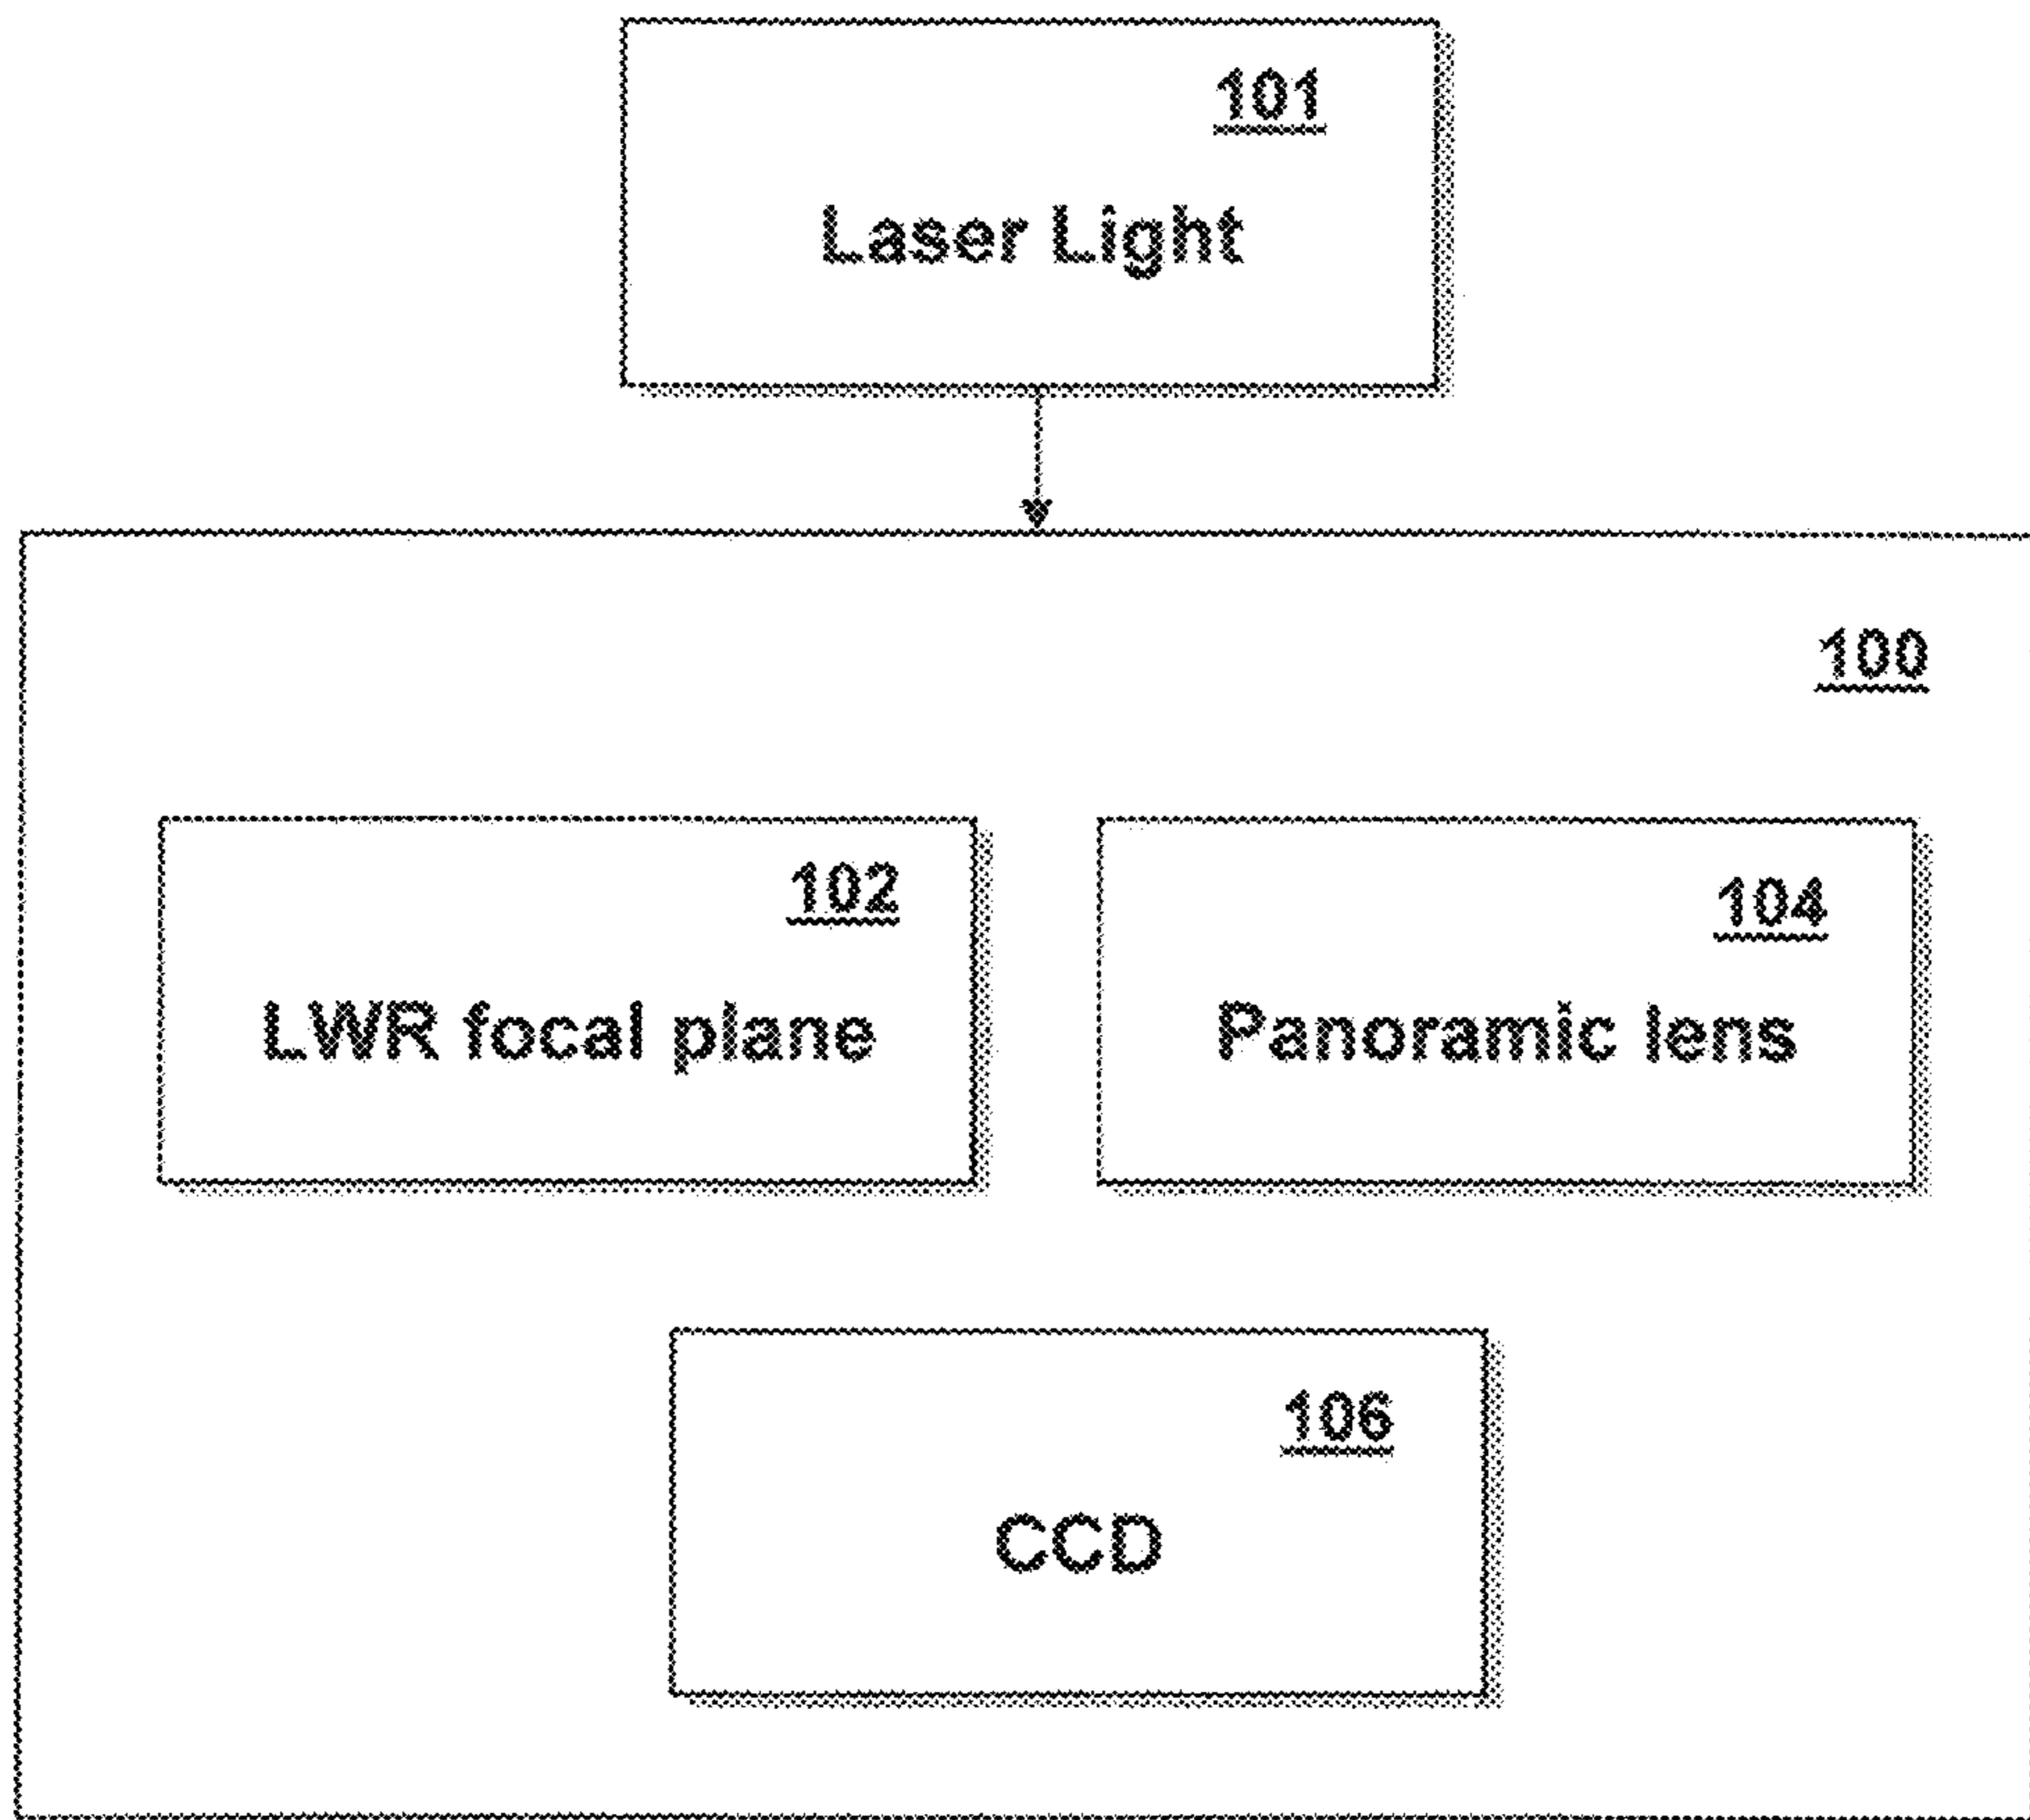 101
Laser Light
100
102
LWR focal plane
104
Panoramic lens
106
CCD